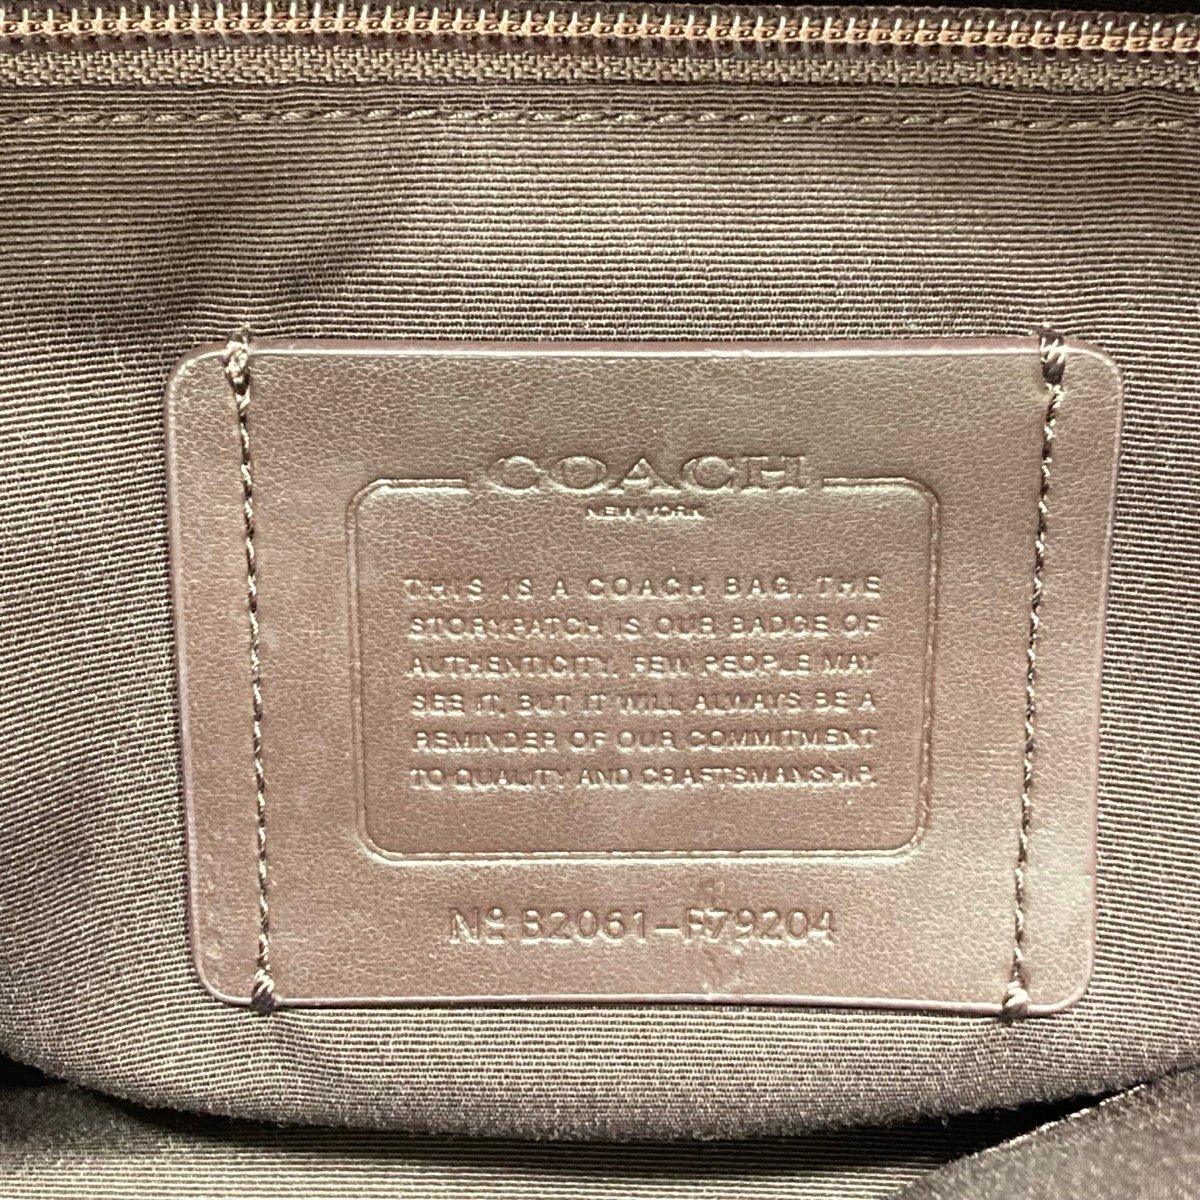 COACH
NEW YORK
THIS IS A COACH BAG. THE
STORYPATCH IS OUR BADGE OF
AUTHENTICITY. FEW PEOPLE MAY
SEE IT, BUT IT WILL ALWAYS BE A
REMINDER OF OUR COMMITMENT
TO QUALITY AND CRAFTSMANSHIP.
Nº B2061-F79204